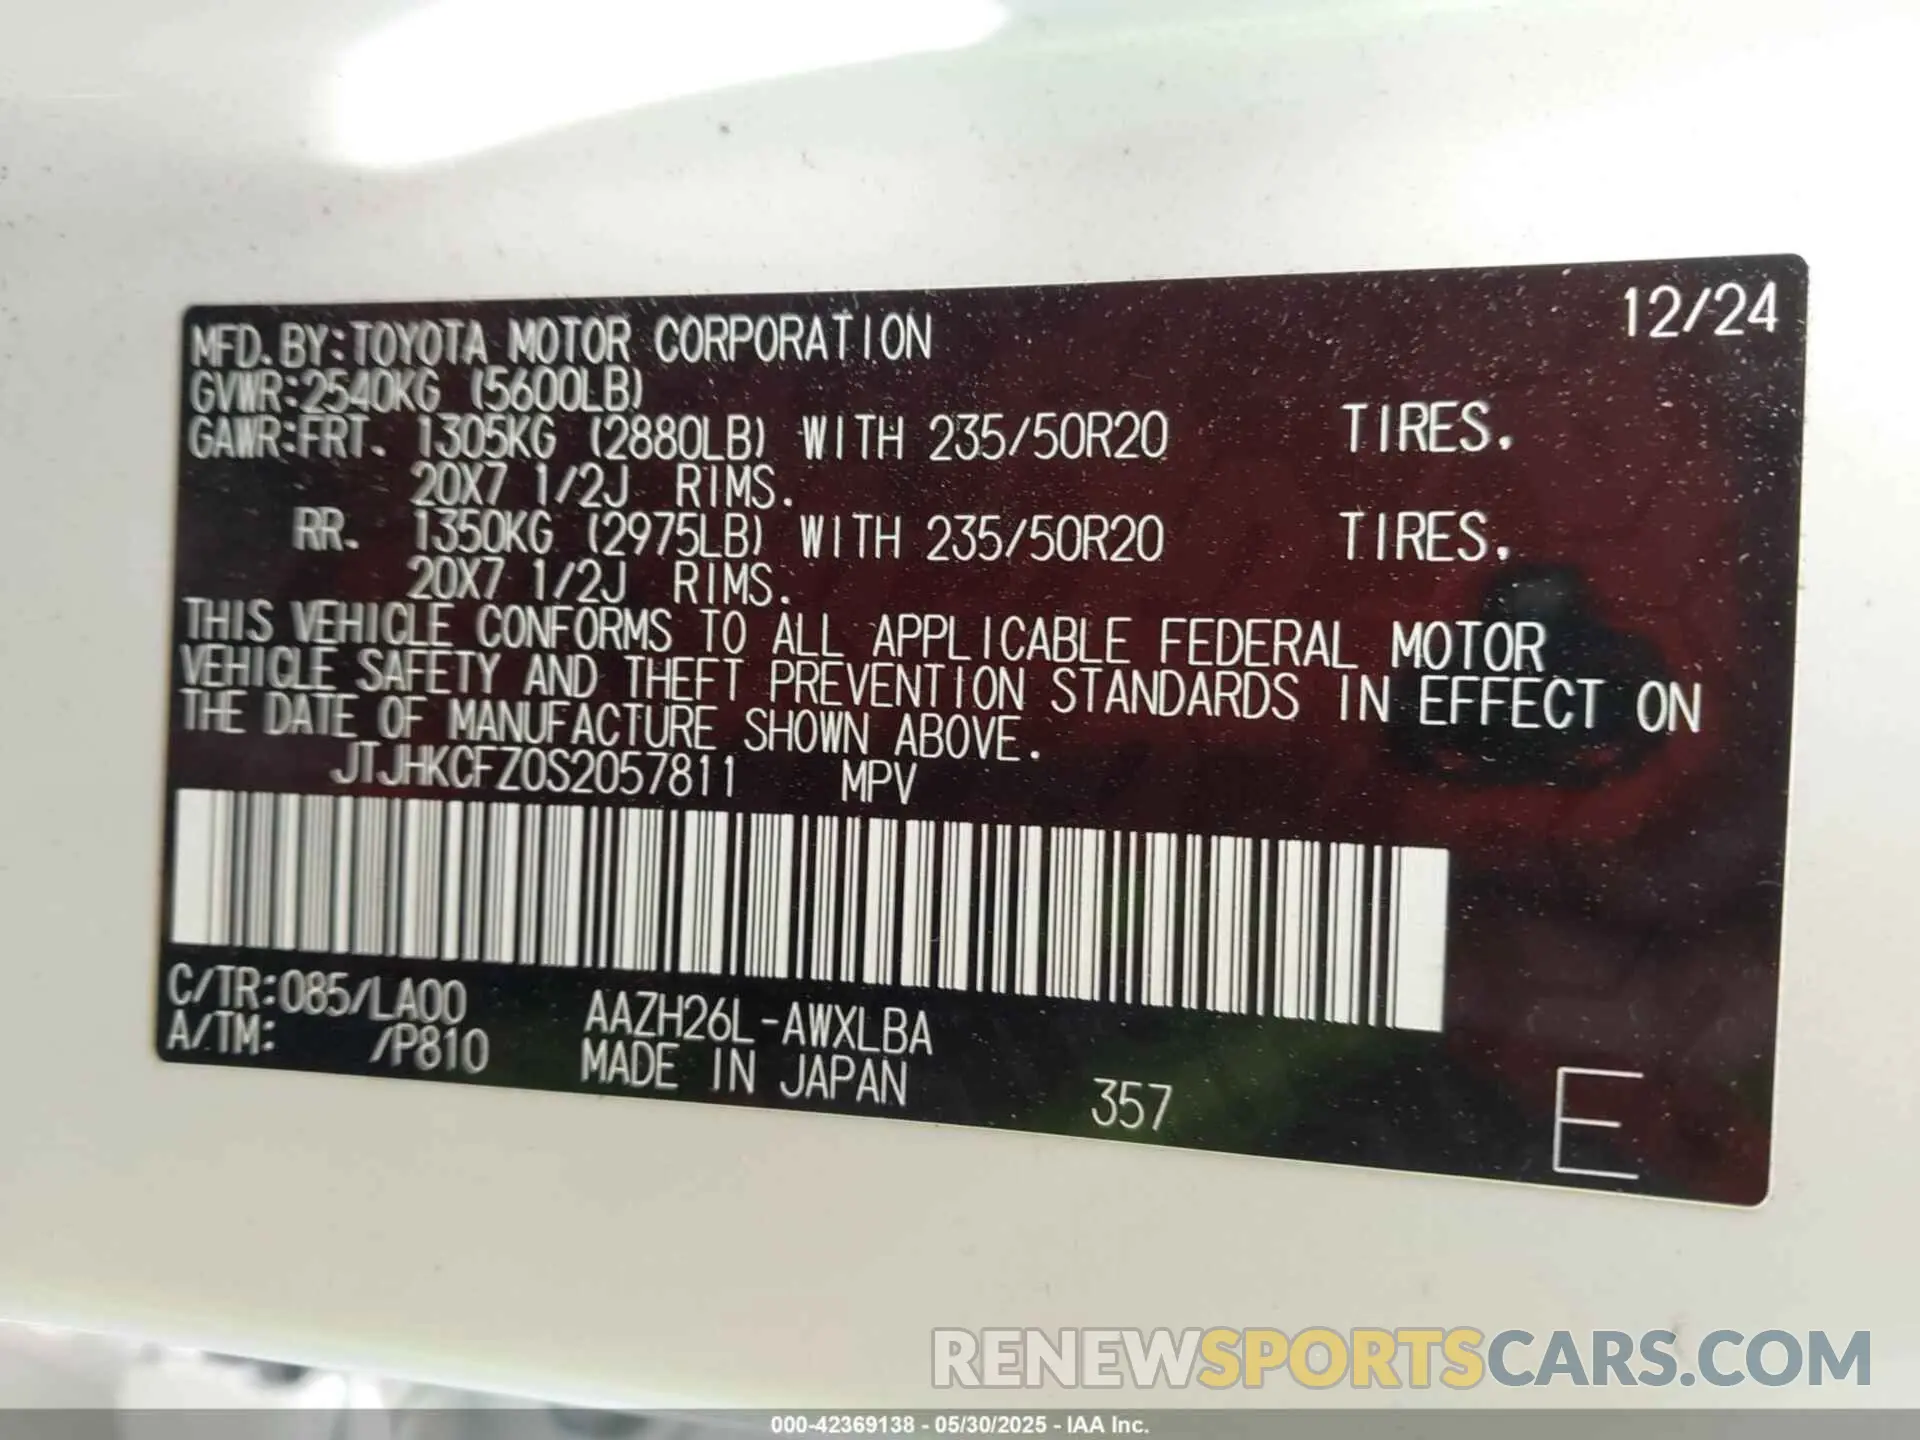 12/24
MFD. BY:TOYOTA MOTOR CORPORATION
GVWR:2540KG (5600LB)
GAWR:FRT. 1305KG (2880LB) WITH 235/50R20 TIRES.
20X7 1/2J RIMS.
RR. 1350KG (2975LB) WITH 235/50R20 TIRES.
20X7 1/2J RIMS.
THIS VEHICLE CONFORMS TO ALL APPLICABLE FEDERAL MOTOR
VEHICLE SAFETY AND THEFT PREVENTION STANDARDS IN EFFECT ON
THE DATE OF MANUFACTURE SHOWN ABOVE.
JTJHKCFZ0S2057811 MPV
C/TR:085/LA00 AAZH26L-AWXLBA
A/TM: /P810 MADE IN JAPAN
357
E
RENEWSPORTSCARS.COM
000-42369138 - 05/30/2025 - IAA Inc.